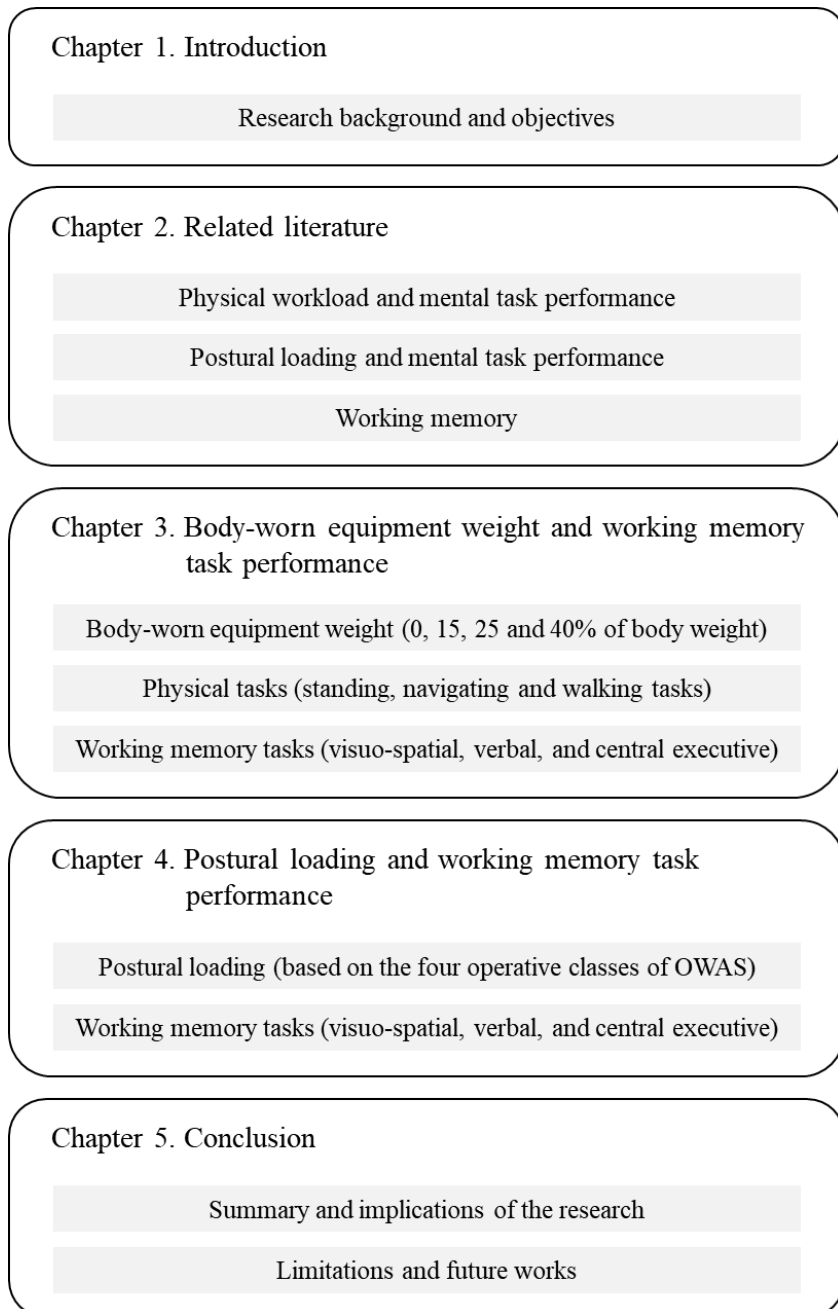 Chapter 1. Introduction
Research background and objectives
Chapter 2. Related literature
Physical workload and mental task performance
Postural loading and mental task performance
Working memory
Chapter 3. Body-worn equipment weight and working memory
task performance
Body-worn equipment weight (0, 15, 25 and 40% of body weight)
Physical tasks (standing, navigating and walking tasks)
Working memory tasks (visuo-spatial, verbal, and central executive)
Chapter 4. Postural loading and working memory task
performance
Postural loading (based on the four operative classes of OWAS)
Working memory tasks (visuo-spatial, verbal, and central executive)
Chapter 5. Conclusion
Summary and implications of the research
Limitations and future works